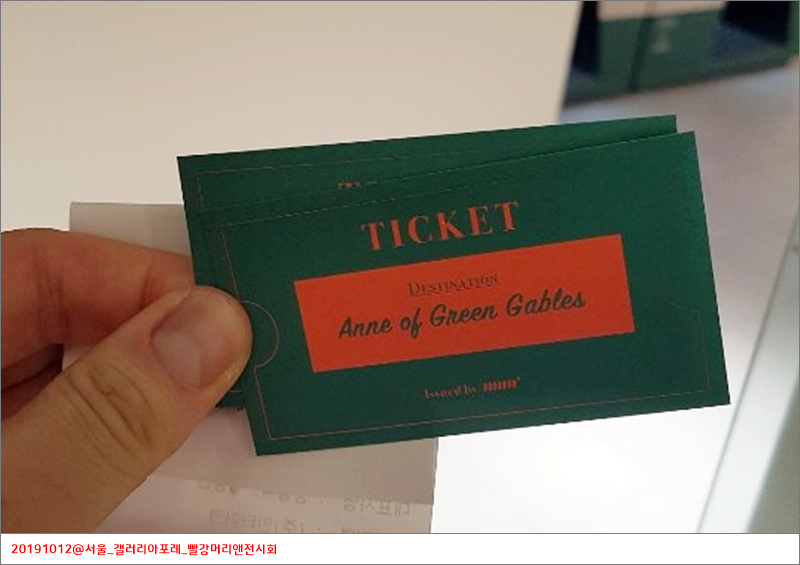 TICKET
DESTINATION
Anne of Green Gables
Issued by
20191012@서울_갤러리아포레_빨강머리앤전시회